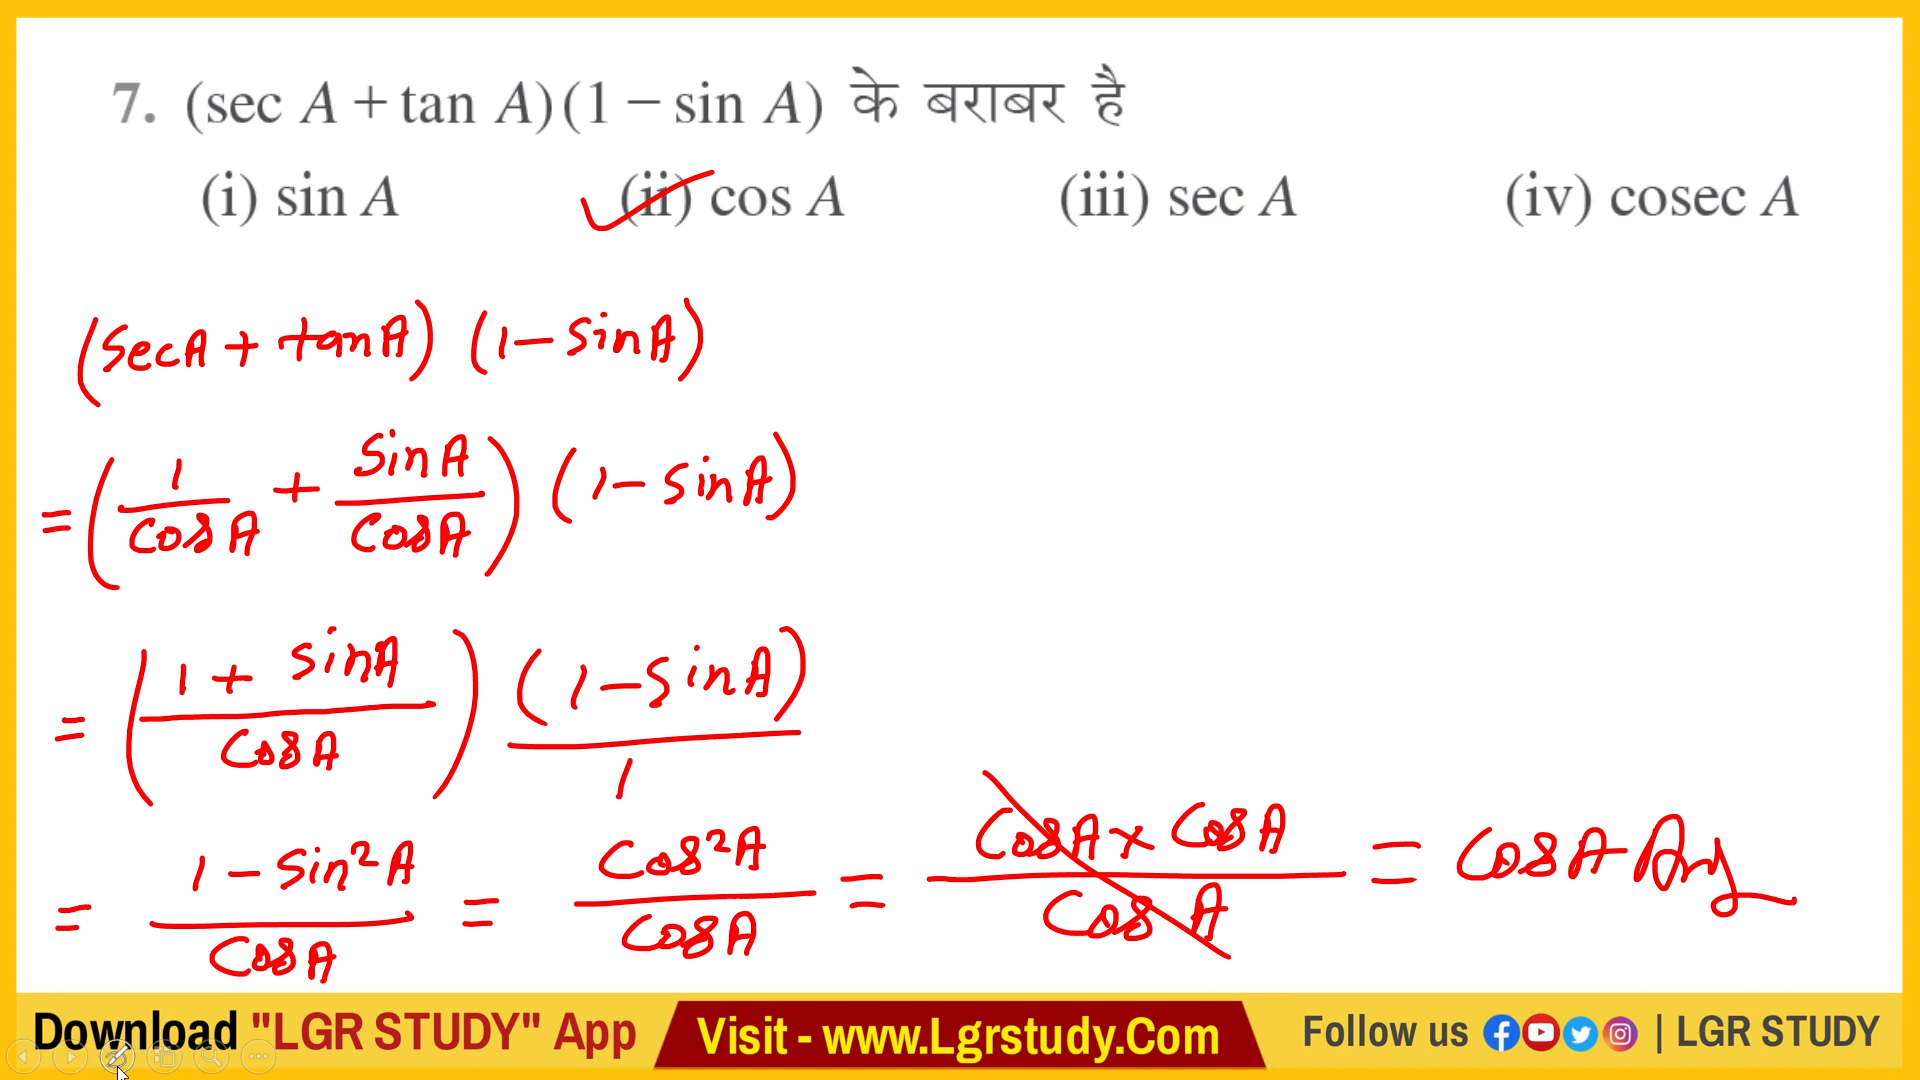 7. (sec A + tan A) (1 − sin A) के बराबर है
(i) sin A (ii) cos A (iii) sec A (iv) cosec A
(secA + tanA) (1 − sinA)
= (1/cosA + sinA/cosA) (1 − sinA)
= (1 + sinA/cosA) (1 − sinA)/1
= 1 − sin²A/cosA = cos²A/cosA = cosA × cosA/cosA = cosA Ans
Download "LGR STUDY" App Visit - www.Lgrstudy.Com Follow us | LGR STUDY